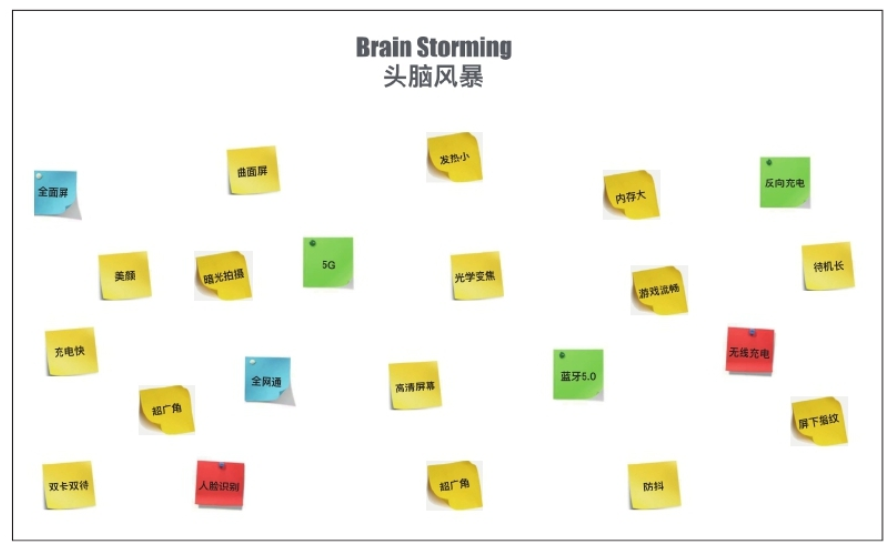 Brain Storming
头脑风暴
发热小
曲面屏
反向充电
全面屏
内存大
5G
待机长
美颜
暗光拍摄
光学变焦
游戏流畅
充电快
无线充电
全网通
蓝牙5.0
高清屏幕
超广角
屏下指纹
双卡双待
人脸识别
超广角
防抖